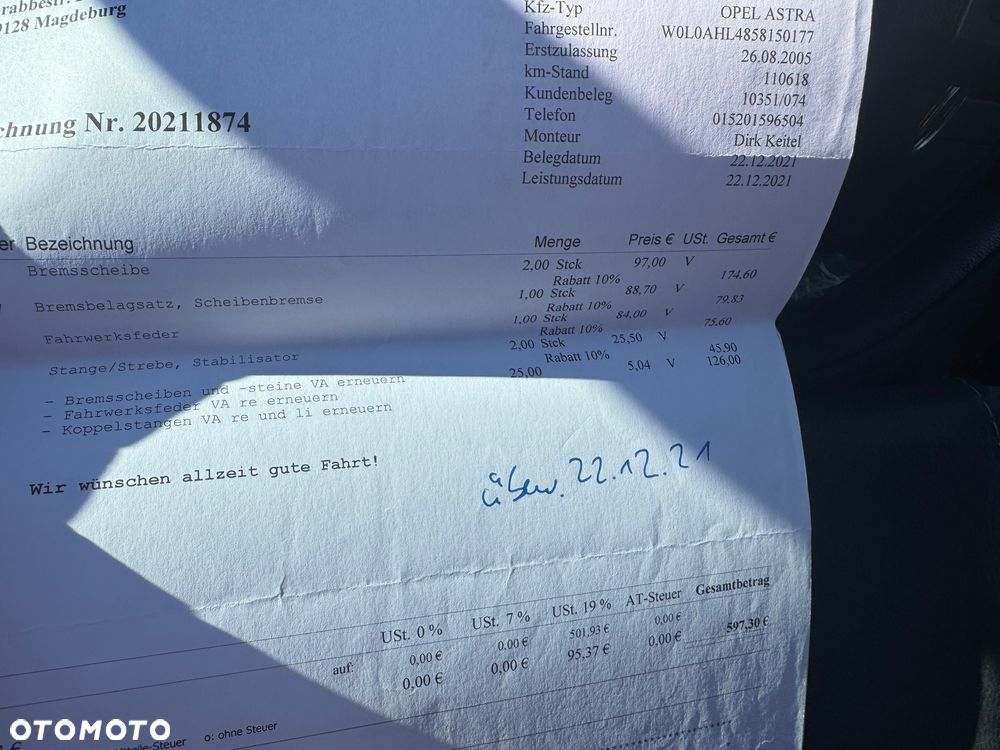 39128 Magdeburg
Kfz-Typ OPEL ASTRA
Fahrgestellnr. W0L0AHL4858150177
Erstzulassung 26.08.2005
km-Stand 110618
Kundenbeleg 10351/074
Telefon 015201596504
Monteur Dirk Keitel
Belegdatum 22.12.2021
Leistungsdatum 22.12.2021
chnung Nr. 20211874
er Bezeichnung Menge Preis € USt. Gesamt €
Bremsscheibe 2,00 Stck 97,00 V
Rabatt 10% 174,60
Bremsbelagsatz, Scheibenbremse 1,00 Stck 88,70 V
Rabatt 10% 79,83
Fahrwerksfeder 1,00 Stck 84,00 V
Rabatt 10% 75,60
Stange/Strebe, Stabilisator 2,00 Stck 25,50 V
Rabatt 10% 45,90
25,00 5,04 V 126,00
- Bremsscheiben und -steine VA erneuern
- Fahrwerksfeder VA re erneuern
- Koppelstangen VA re und li erneuern
Wir wünschen allzeit gute Fahrt!
überw. 22.12.21
USt. 0 % USt. 7 % USt. 19 % AT-Steuer Gesamtbetrag
0,00 € 0,00 € 501,93 € 0,00 € 597,30 €
auf: 0,00 € 0,00 € 95,37 € 0,00 €
teile-Steuer o: ohne Steuer
OTOMOTO